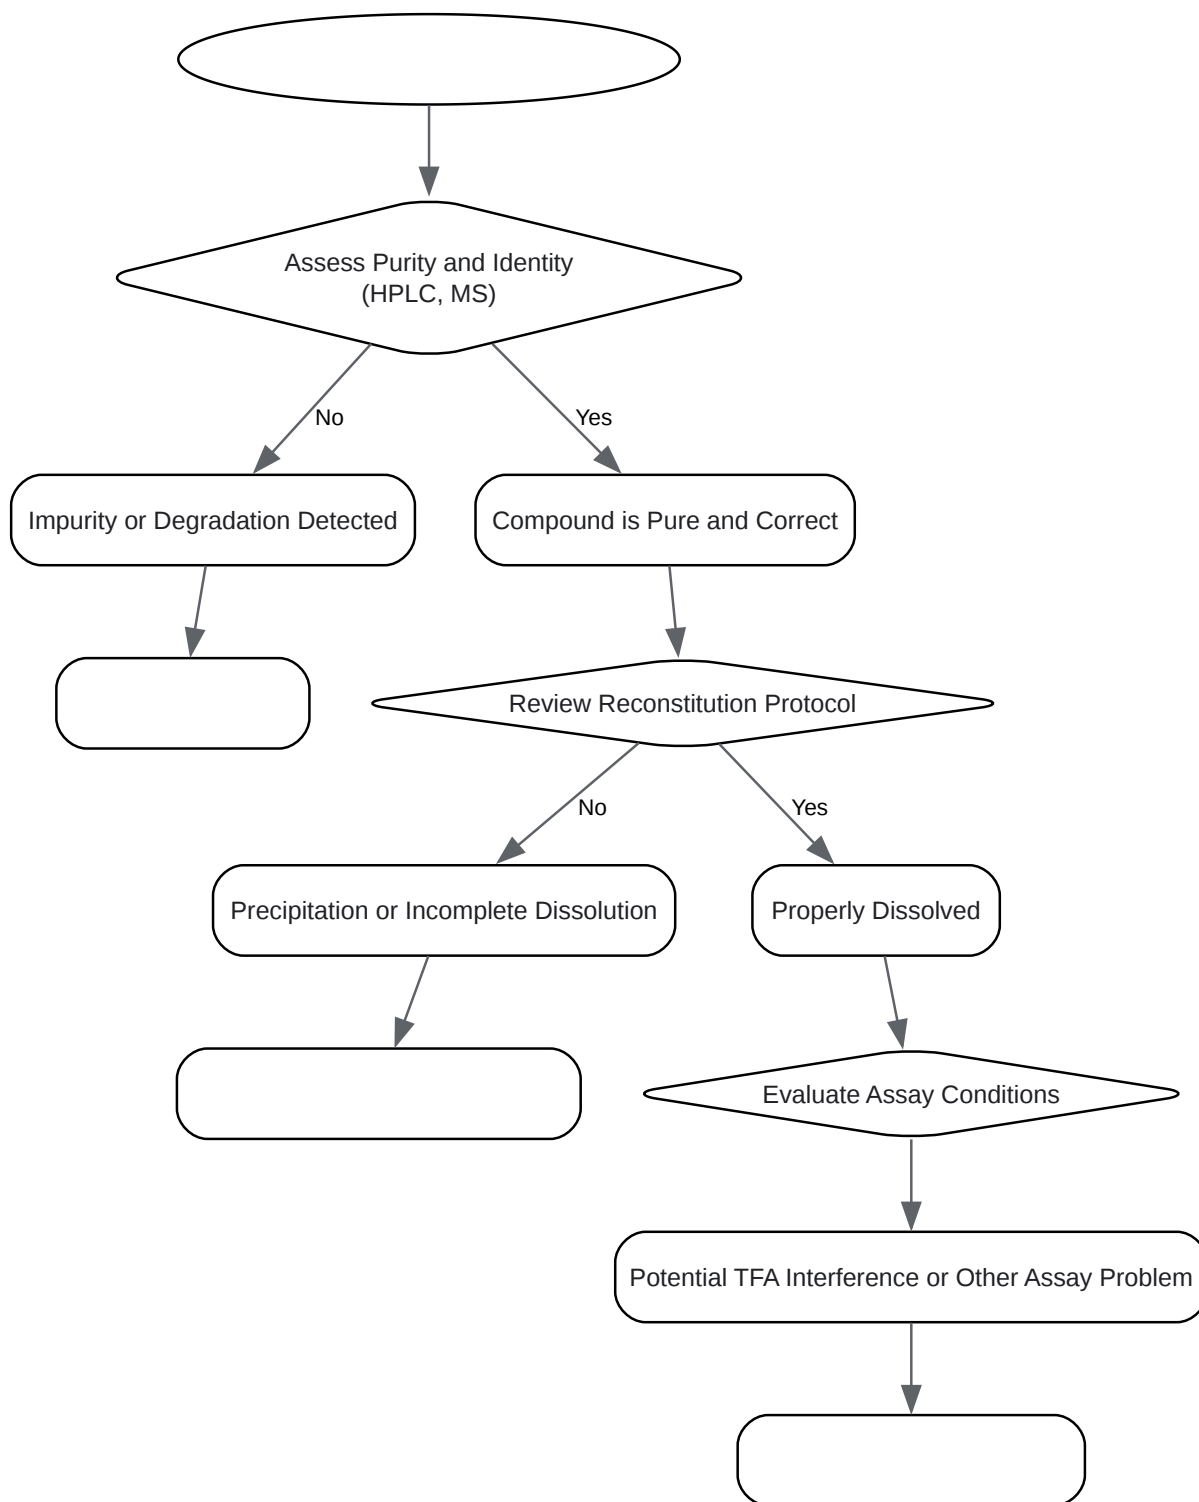 Assess Purity and Identity
(HPLC, MS)
No
Yes
Impurity or Degradation Detected
Compound is Pure and Correct
Review Reconstitution Protocol
No
Yes
Precipitation or Incomplete Dissolution
Properly Dissolved
Evaluate Assay Conditions
Potential TFA Interference or Other Assay Problem